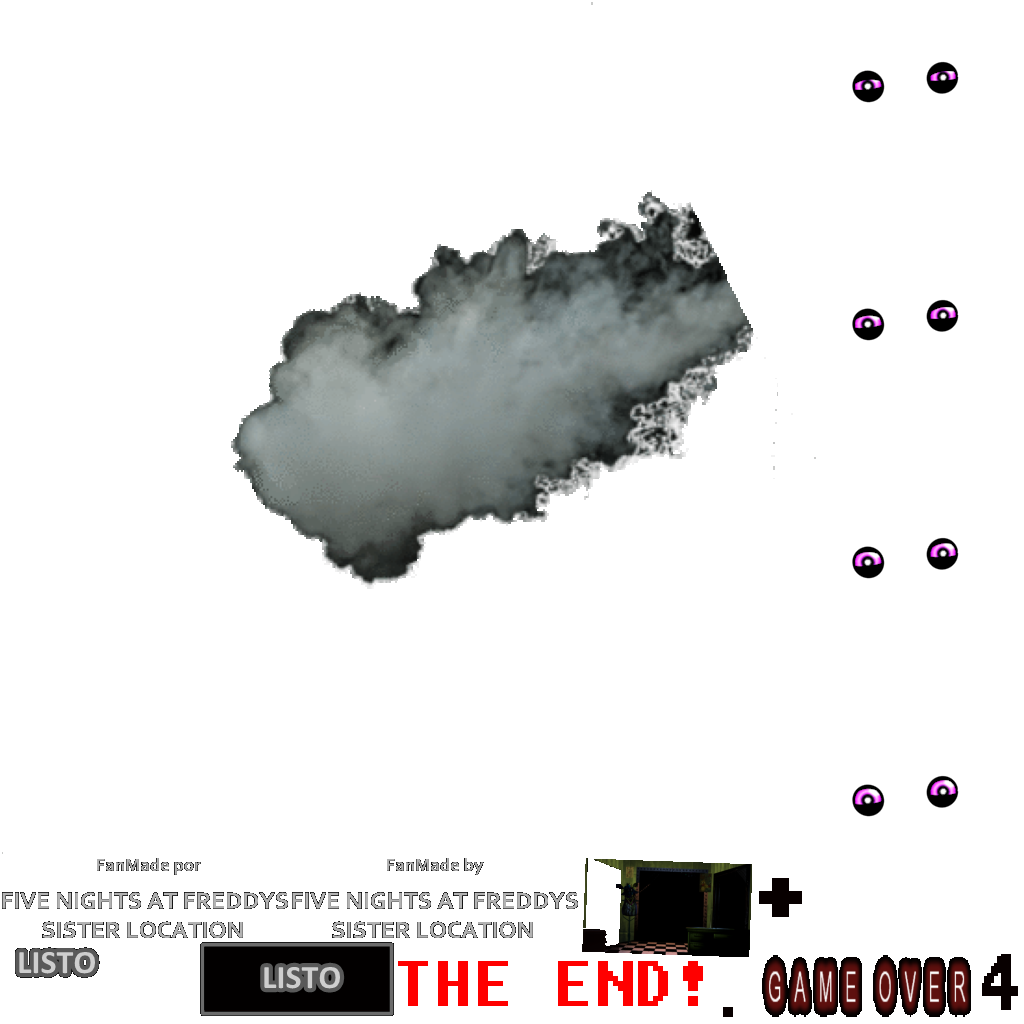 FanMade por
FIVE NIGHTS AT FREDDYS
SISTER LOCATION
FanMade by
FIVE NIGHTS AT FREDDYS
SISTER LOCATION
+
LISTO
LISTO
THE END!
.
GAME OVER
4